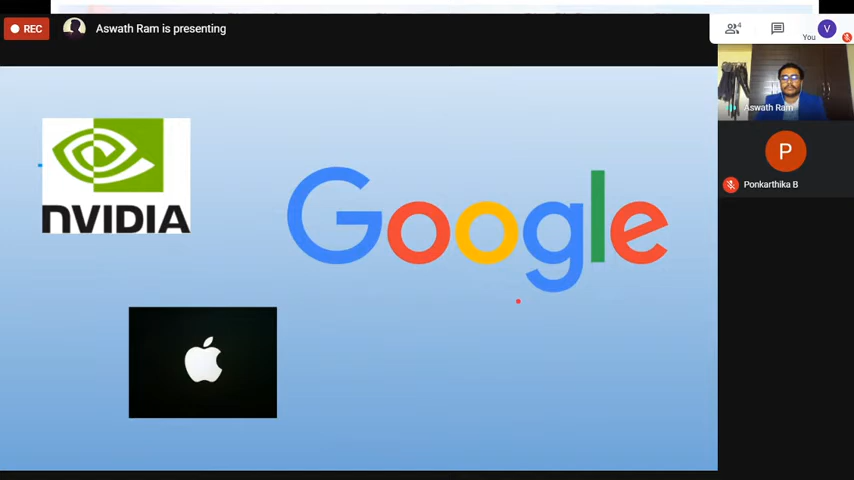 REC
Aswath Ram is presenting
4
You
V
Aswath Ram
P
Ponkarthika B
NVIDIA
Google